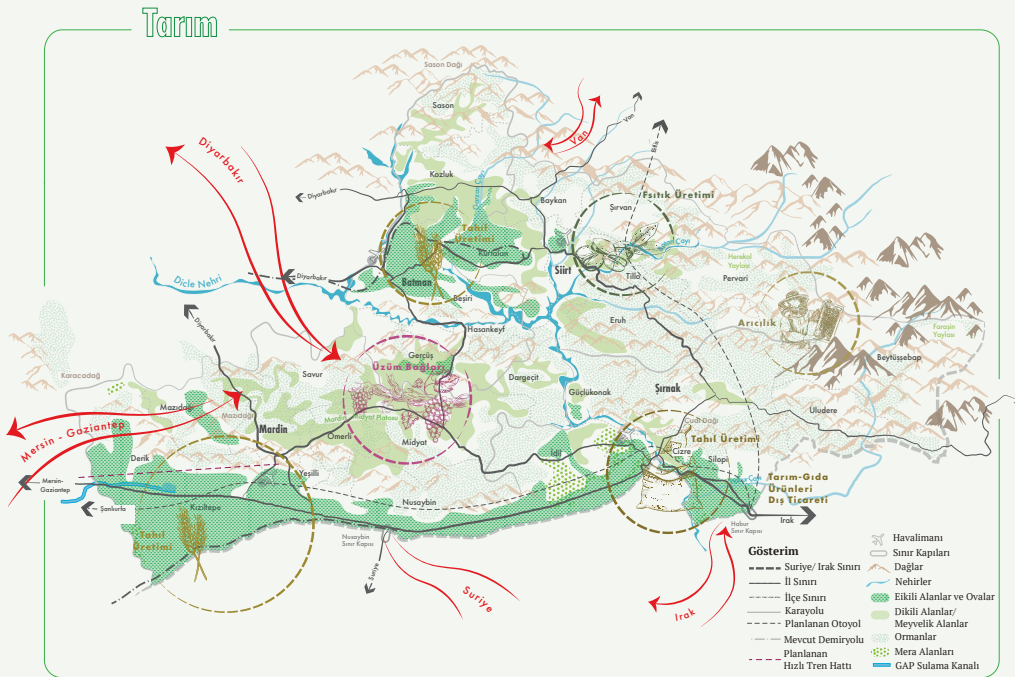 Tarım
Sason Dağı
Sason
Van
Van
Bitlis
Diyarbakır
Diyarbakır
Kozluk
Baykan
Şirvan
Fsıtık Üretimi
Tahıl
Üretimi
Kurtalan
Batman
Beşiri
Siirt
Tillo
Pervari
Herekol
Yaylası
Dicle Nehri
Diyarbakır
Diyarbakır
Hasankeyf
Eruh
Arıcılık
Faraşin
Yaylası
Beytüşşebap
Gercüş
Üzüm Bağları
Savur
Dargeçit
Güçlükonak
Şırnak
Karacadağ
Mazıdağı
Mazıdağı
Mardin
Ömerli
Midyat
Uludere
Cudi Dağı
Mersin - Gaziantep
Tahıl Üretimi
Cizre
Silopi
İdil
Derik
Yeşilli
Mersin-
Gaziantep
Şanlıurfa
Kızıltepe
Nusaybin
Tahıl
Üretimi
Nusaybin
Sınır Kapısı
Habur
Sınır Kapısı
Tarım-Gıda
Ürünleri
Dış Ticareti
Irak
Suriye
Suriye
Irak
Gösterim
Suriye/ Irak Sınırı
İl Sınırı
İlçe Sınırı
Karayolu
Planlanan Otoyol
Mevcut Demiryolu
Planlanan
Hızlı Tren Hattı
Havalimanı
Sınır Kapıları
Dağlar
Nehirler
Eikili Alanlar ve Ovalar
Dikili Alanlar/
Meyvelik Alanlar
Ormanlar
Mera Alanları
GAP Sulama Kanalı